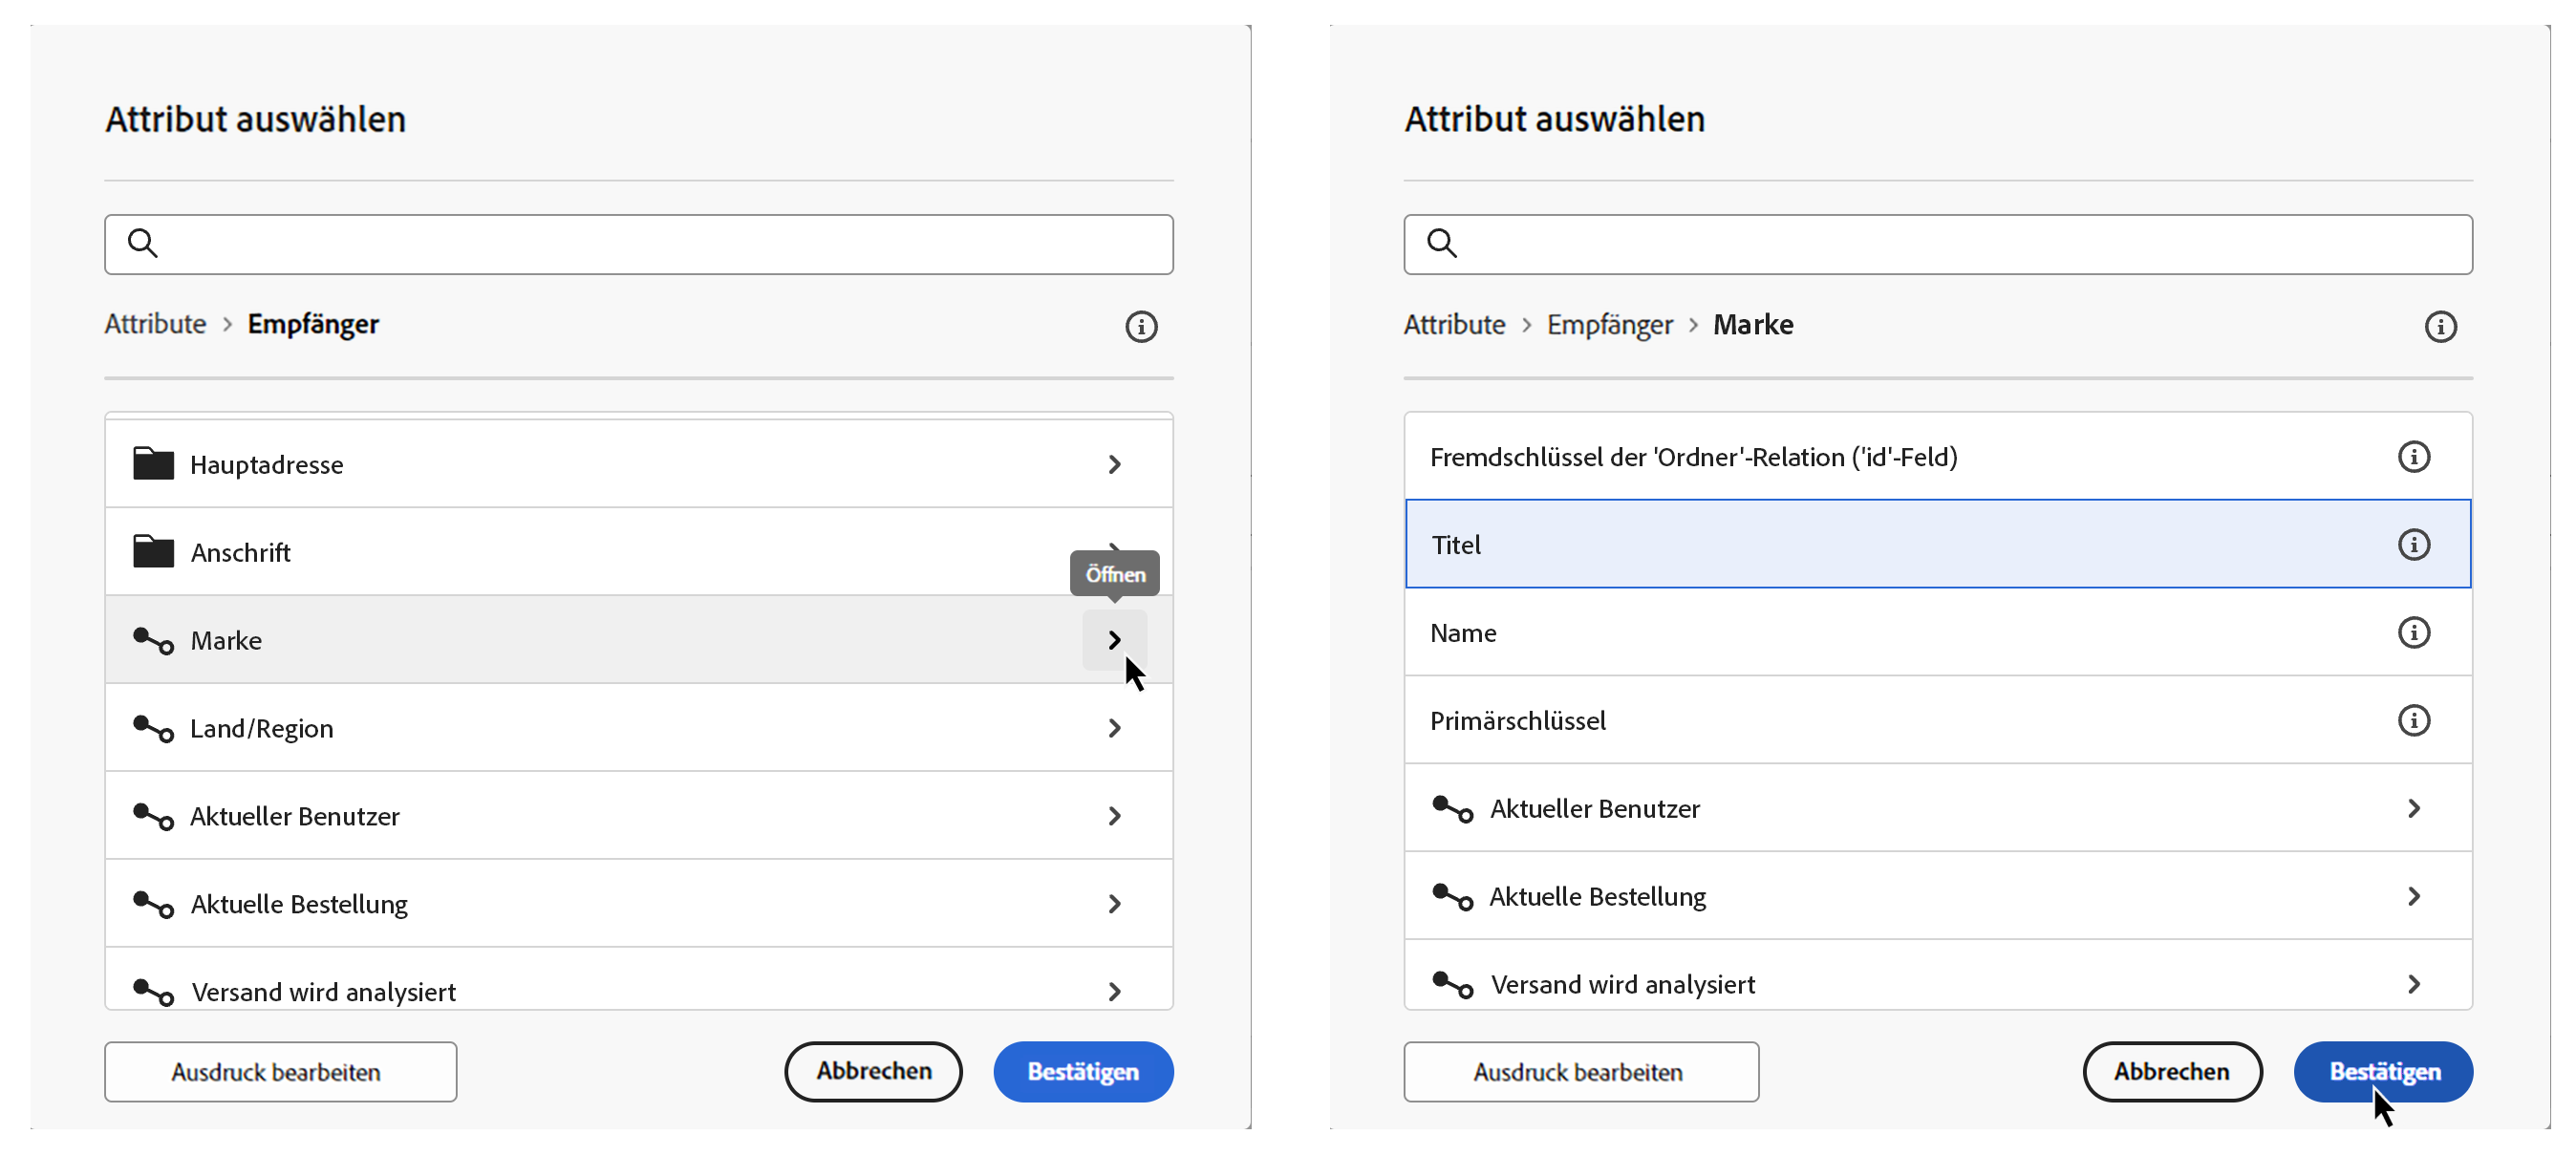 Attribut auswählen
Attribute > Empfänger
Hauptadresse
Anschrift
Öffnen
Marke
Land/Region
Aktueller Benutzer
Aktuelle Bestellung
Versand wird analysiert
Ausdruck bearbeiten
Abbrechen
Bestätigen
Attribut auswählen
Attribute > Empfänger > Marke
Fremdschlüssel der 'Ordner'-Relation ('id'-Feld)
Titel
Name
Primärschlüssel
Aktueller Benutzer
Aktuelle Bestellung
Versand wird analysiert
Ausdruck bearbeiten
Abbrechen
Bestätigen